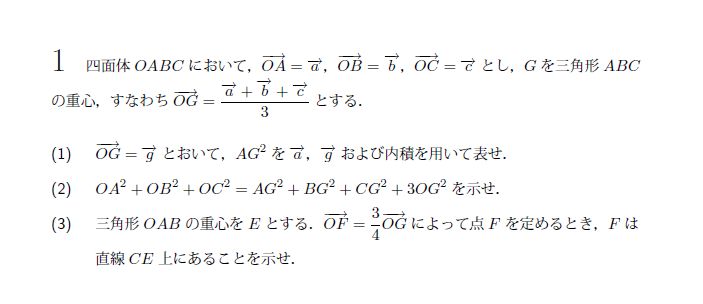 1 四面体 OABC において，$\overrightarrow{OA} = \overrightarrow{a}$，$\overrightarrow{OB} = \overrightarrow{b}$，$\overrightarrow{OC} = \overrightarrow{c}$ とし，G を三角形 ABC
の重心，すなわち $\overrightarrow{OG} = \dfrac{\overrightarrow{a} + \overrightarrow{b} + \overrightarrow{c}}{3}$ とする．
(1) $\overrightarrow{OG} = \overrightarrow{g}$ とおいて，$AG^2$ を $\overrightarrow{a}$，$\overrightarrow{g}$ および内積を用いて表せ．
(2) $OA^2 + OB^2 + OC^2 = AG^2 + BG^2 + CG^2 + 3OG^2$ を示せ．
(3) 三角形 OAB の重心を E とする．$\overrightarrow{OF} = \dfrac{3}{4}\overrightarrow{OG}$ によって点 F を定めるとき，F は
直線 CE 上にあることを示せ．